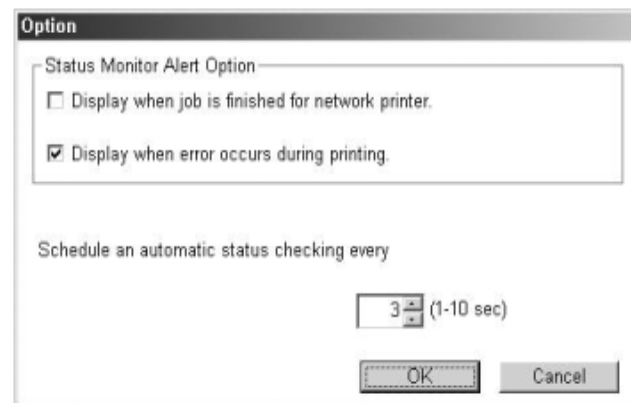 Option
Status Monitor Alert Option
Display when job is finished for network printer.
Display when error occurs during printing.
Schedule an automatic status checking every
3 (1-10 sec)
OK Cancel